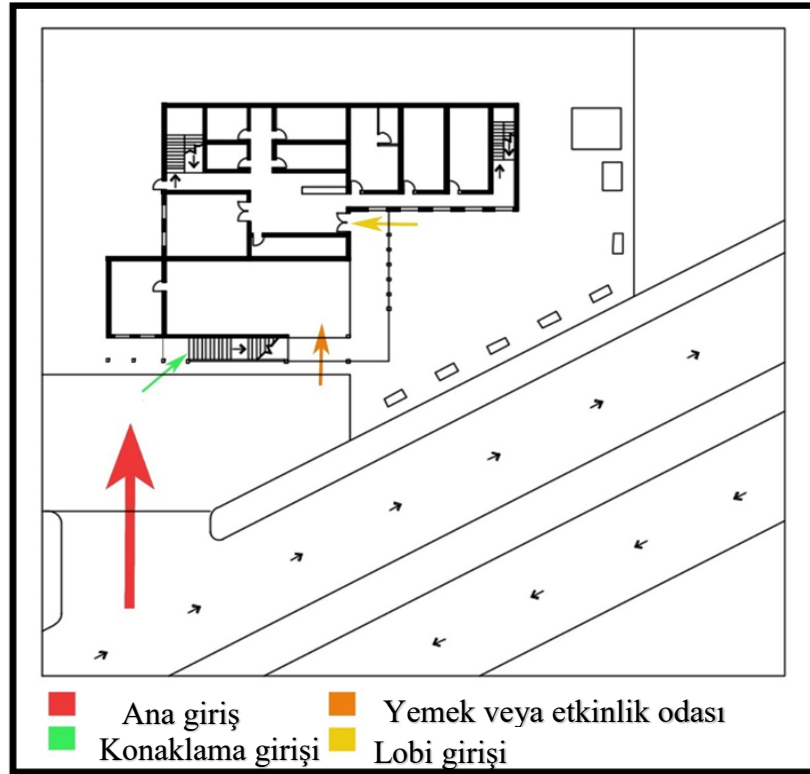 Ana giriş
Yemek veya etkinlik odası
Konaklama girişi
Lobi girişi